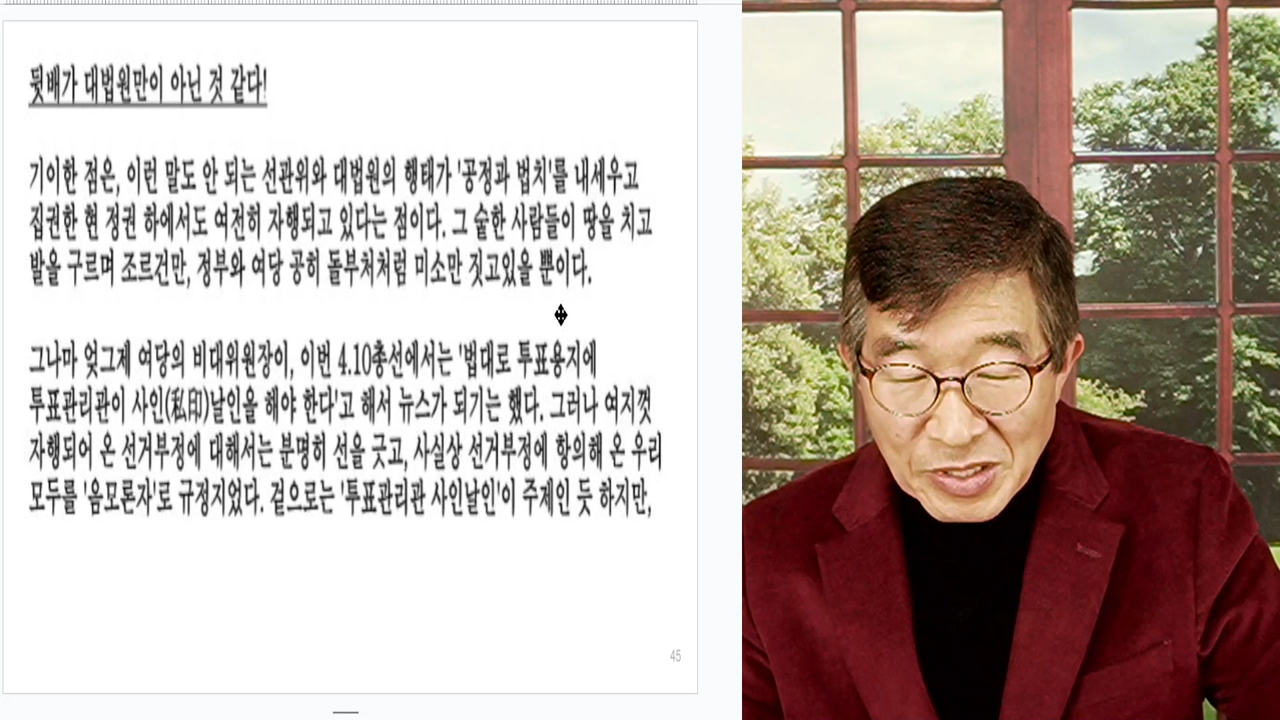 뒷배가 대법원만이 아닌 것 같다!
기이한 점은, 이런 말도 안 되는 선관위와 대법원의 행태가 '공정과 법치'를 내세우고
집권한 현 정권 하에서도 여전히 자행되고 있다는 점이다. 그 숱한 사람들이 땅을 치고
발을 구르며 조르건만, 정부와 여당 공히 돌부처처럼 미소만 짓고있을 뿐이다.
그나마 엊그제 여당의 비대위원장이, 이번 4.10총선에서는 '법대로 투표용지에
투표관리관이 사인(私印)날인을 해야 한다'고 해서 뉴스가 되기는 했다. 그러나 여지껏
자행되어 온 선거부정에 대해서는 분명히 선을 긋고, 사실상 선거부정에 항의해 온 우리
모두를 '음모론자'로 규정지었다. 겉으로는 '투표관리관 사인날인'이 주제인 듯 하지만,
45